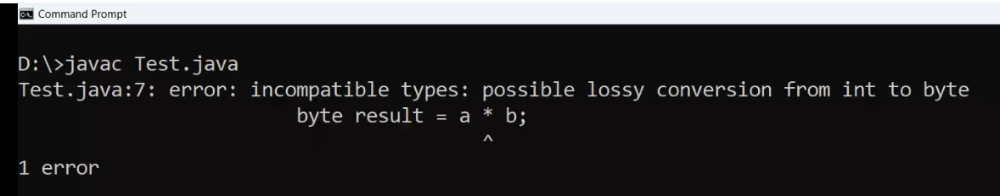 Command Prompt
D:\>javac Test.java
Test.java:7: error: incompatible types: possible lossy conversion from int to byte
                        byte result = a * b;
                                        ^
1 error